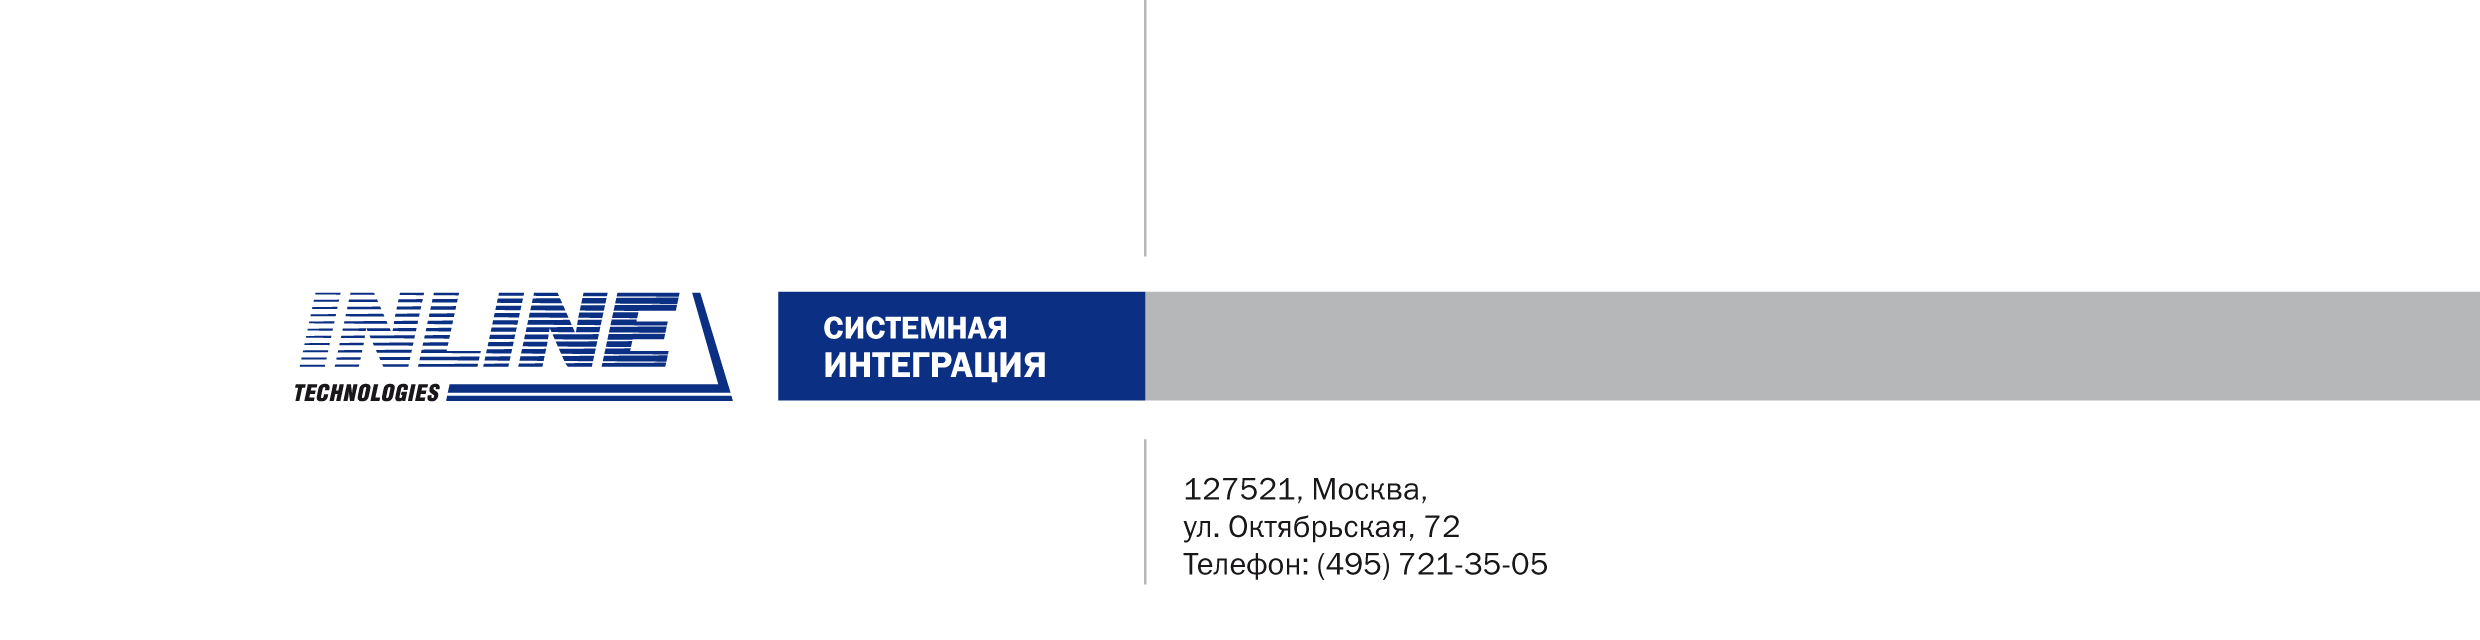 INLINE
TECHNOLOGIES
СИСТЕМНАЯ
ИНТЕГРАЦИЯ
127521, Москва,
ул. Октябрьская, 72
Телефон: (495) 721-35-05